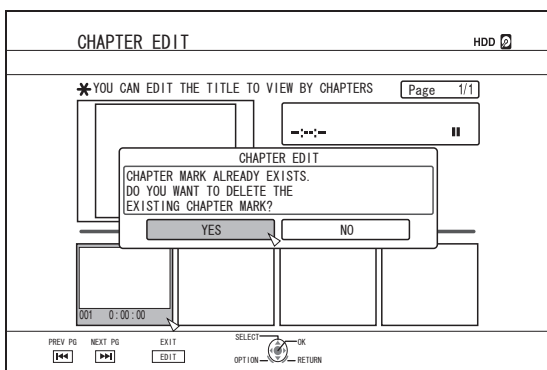 CHAPTER EDIT
HDD
YOU CAN EDIT THE TITLE TO VIEW BY CHAPTERS
Page 1/1
–:--:–
CHAPTER EDIT
CHAPTER MARK ALREADY EXISTS.
DO YOU WANT TO DELETE THE
EXISTING CHAPTER MARK?
YES
NO
001 0:00:00
PREV PG
NEXT PG
EXIT
EDIT
SELECT
OK
OPTION
RETURN